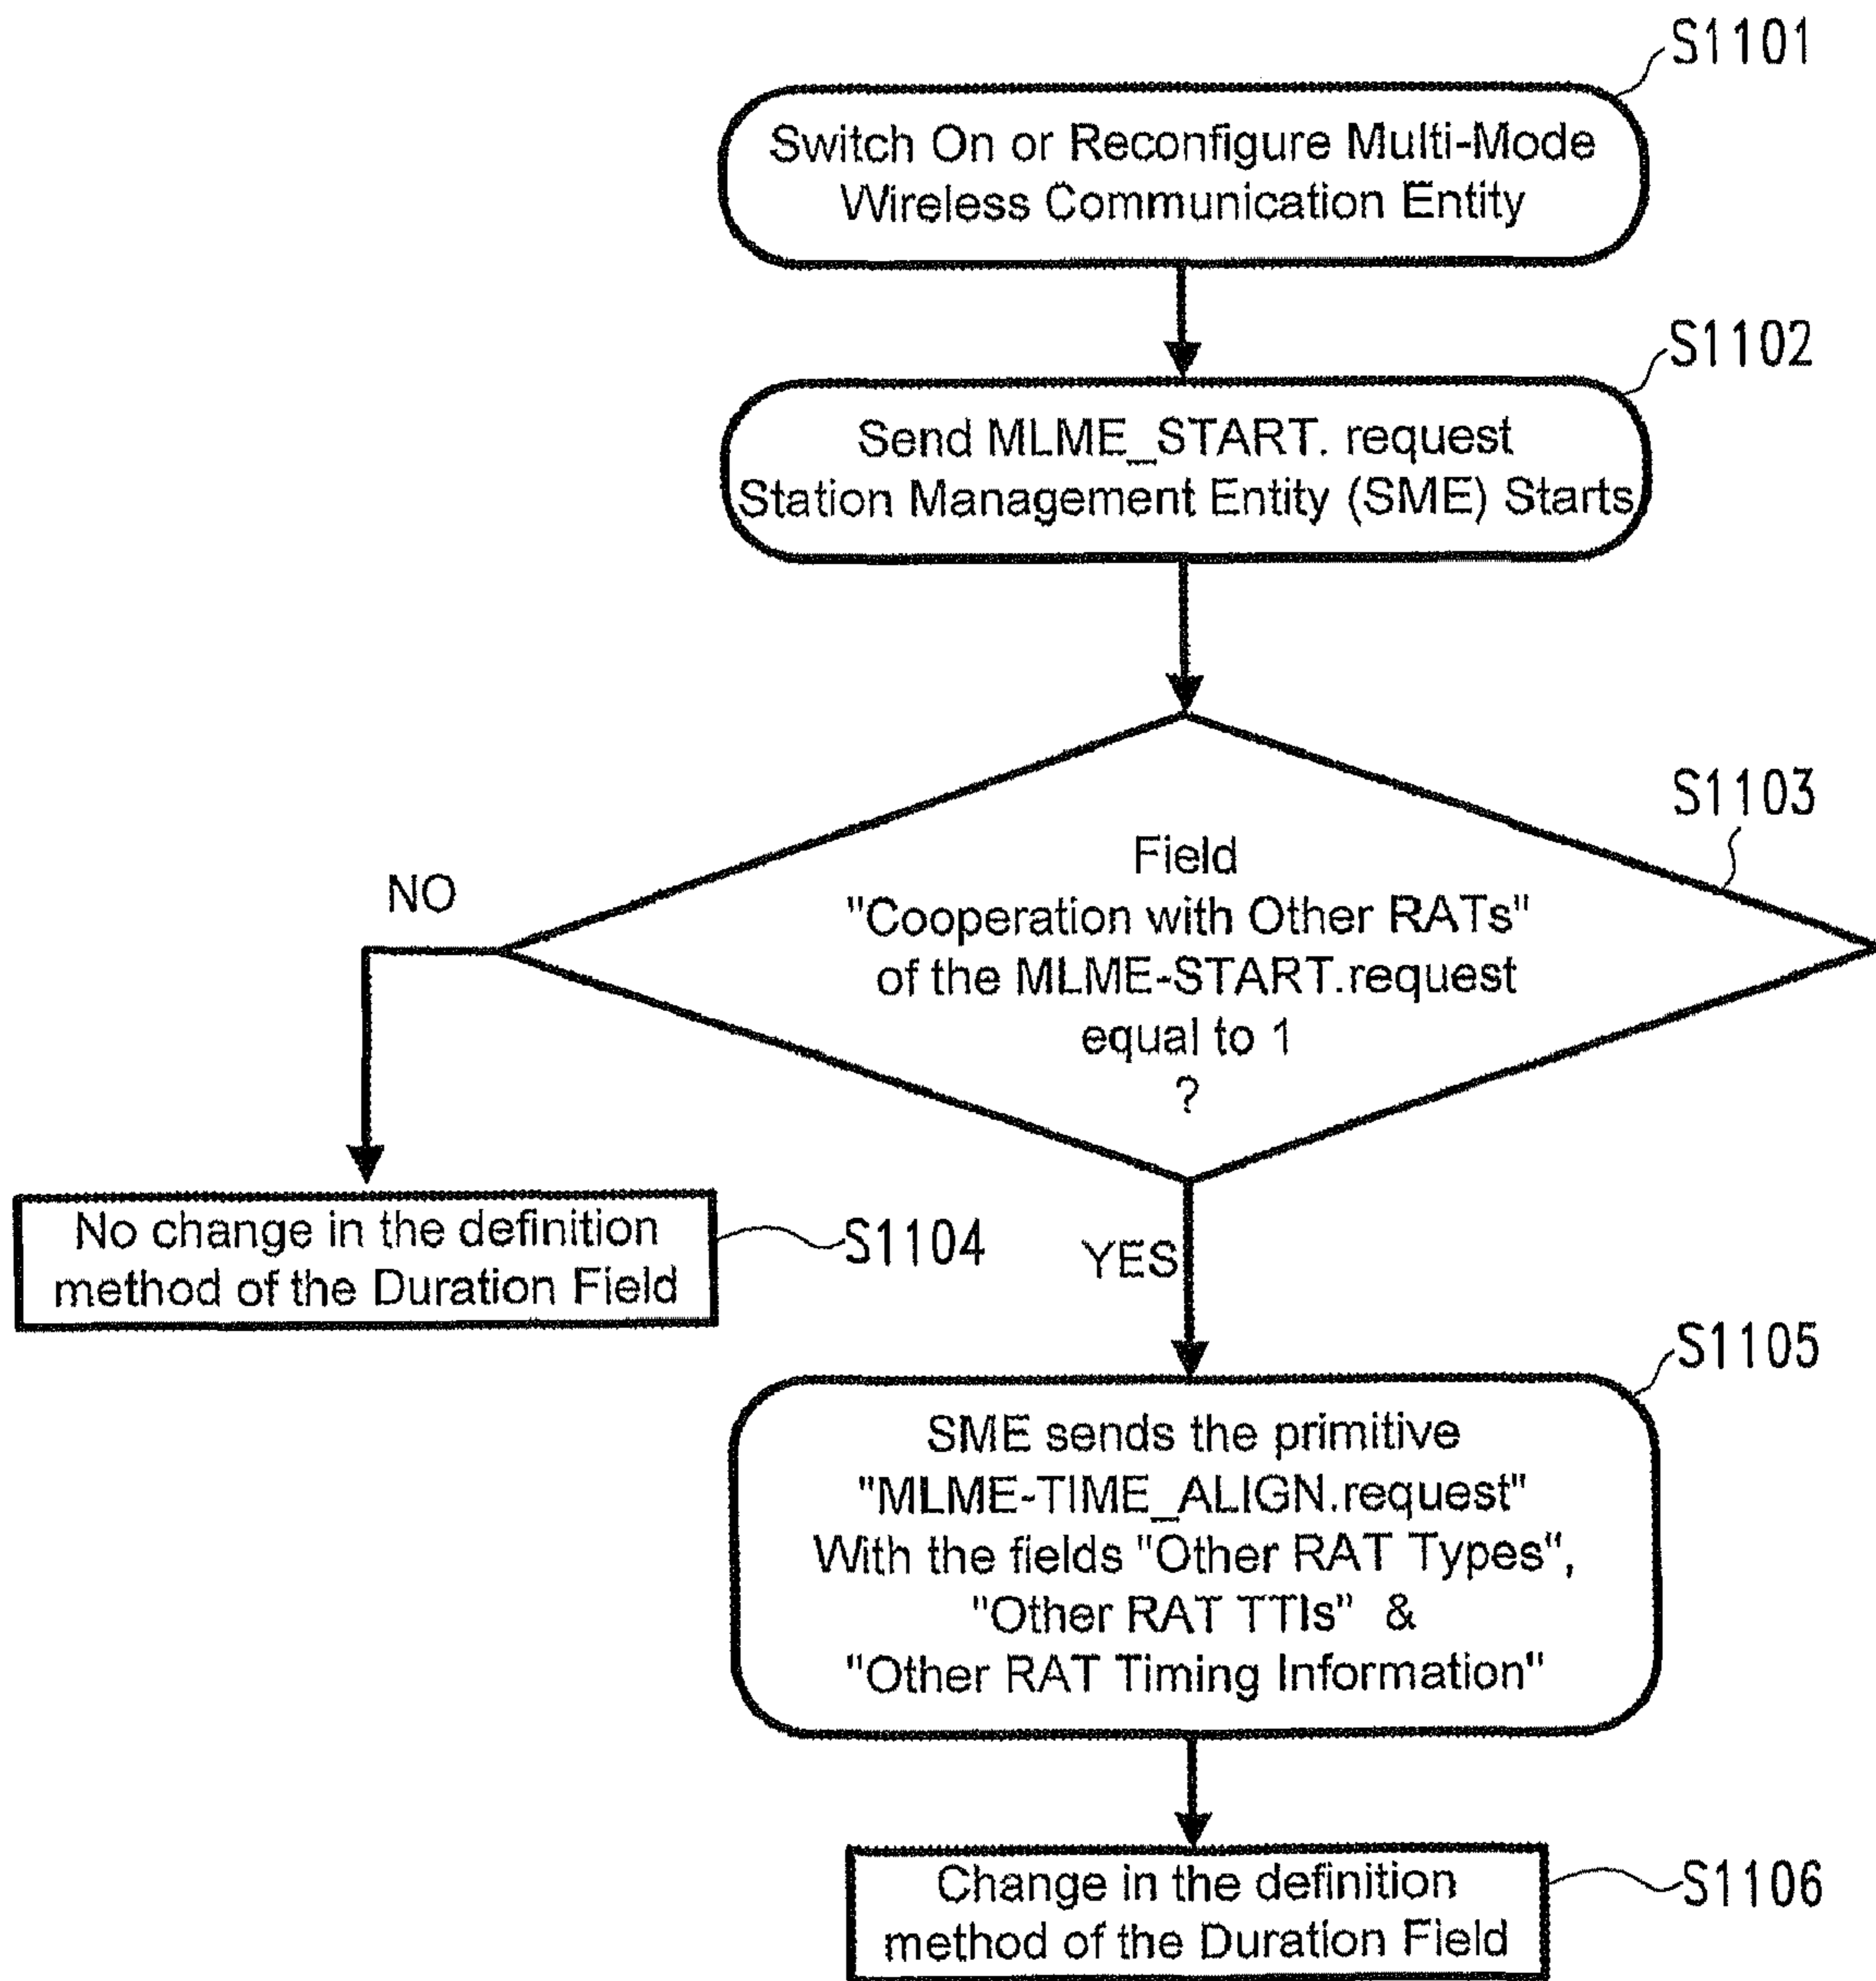 S1101
Switch On or Reconfigure Multi-Mode
Wireless Communication Entity
S1102
Send MLME_START. request
Station Management Entity (SME) Starts
S1103
Field
"Cooperation with Other RATs"
of the MLME-START.request
equal to 1
?
NO
No change in the definition
method of the Duration Field
S1104
YES
S1105
SME sends the primitive
"MLME-TIME_ALIGN.request"
With the fields "Other RAT Types",
"Other RAT TTIs" &
"Other RAT Timing Information"
Change in the definition
method of the Duration Field
S1106